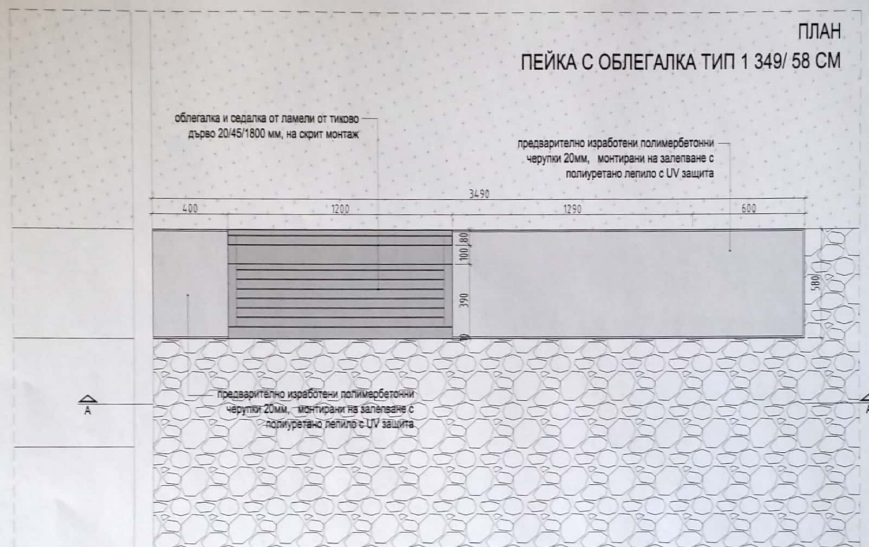 ПЛАН
ПЕЙКА С ОБЛЕГАЛКА ТИП 1 349/ 58 СМ
облегалка и седалка от ламели от тиково
дърво 20/45/1800 мм, на скрит монтаж
предварително изработени полимербетонни
черупки 20мм, монтирани на залепване с
полиуретано лепило с UV защита
3490
400
1200
1290
600
80
100
390
580
предварително изработени полимербетонни
черупки 20мм, монтирани на залепване с
полиуретано лепило с UV защита
A